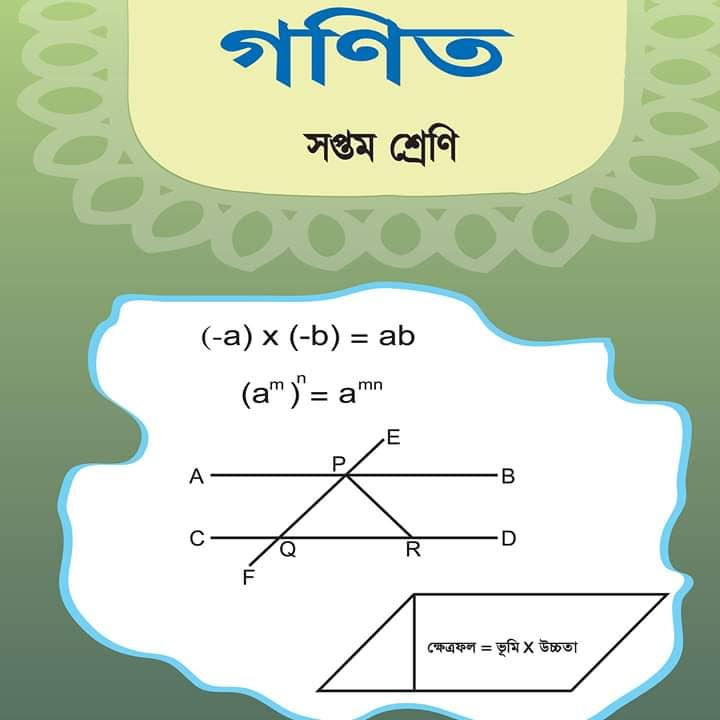 গণিত
সপ্তম শ্রেণি
(-a) x (-b) = ab
(aᵐ)ⁿ = aᵐⁿ
E
P
A B
C D
Q R
F
ক্ষেত্রফল = ভূমি X উচ্চতা